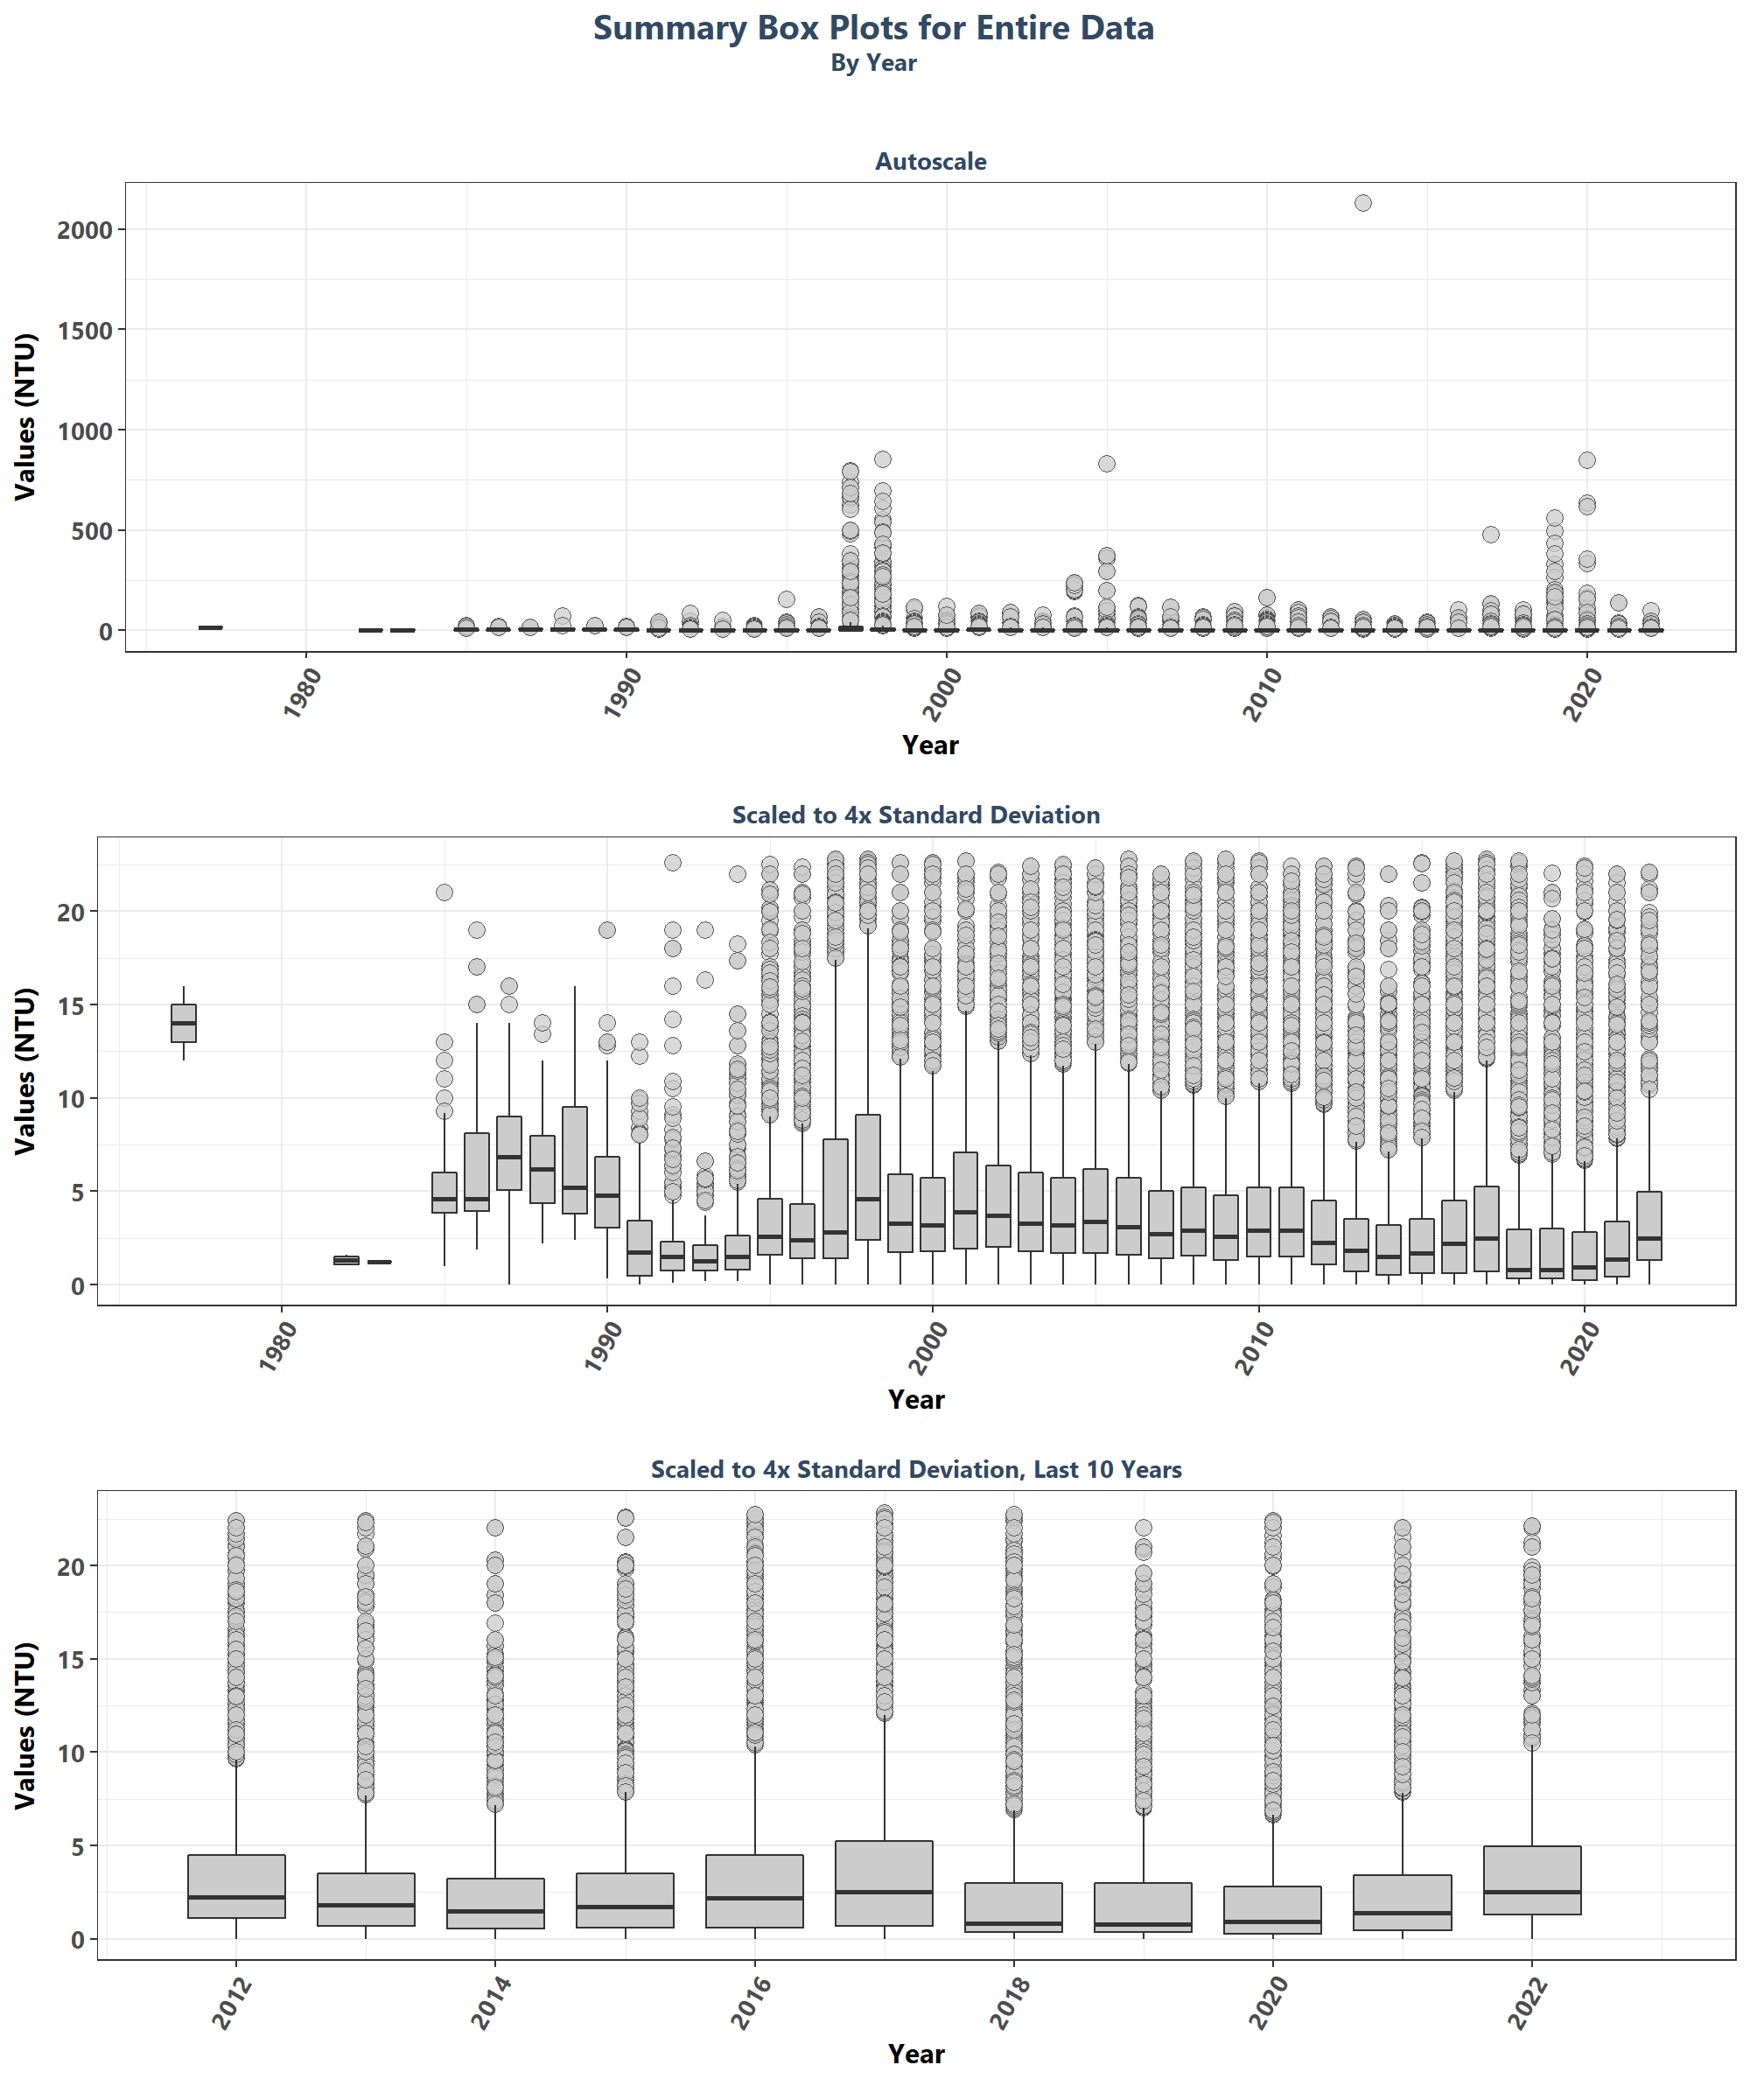 Summary Box Plots for Entire Data
By Year
Autoscale
Values (NTU)
2000
1500
1000
500
0
1980
1990
2000
2010
2020
Year
Scaled to 4x Standard Deviation
Values (NTU)
20
15
10
5
0
1980
1990
2000
2010
2020
Year
Scaled to 4x Standard Deviation, Last 10 Years
Values (NTU)
20
15
10
5
0
2012
2014
2016
2018
2020
2022
Year